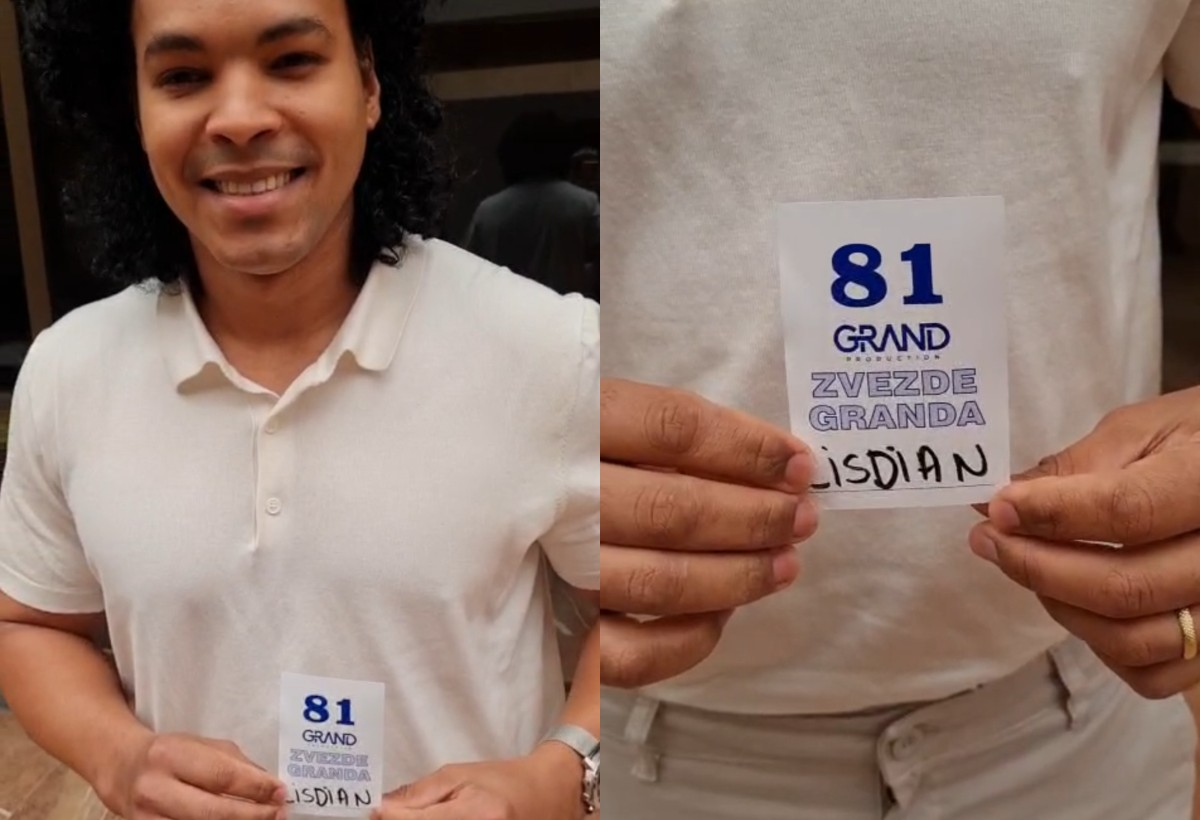 81
GRAND
ZVEZDE
GRANDA
LISDIAN
81
GRAND
PRODUCTION
ZVEZDE
GRANDA
LISDIAN